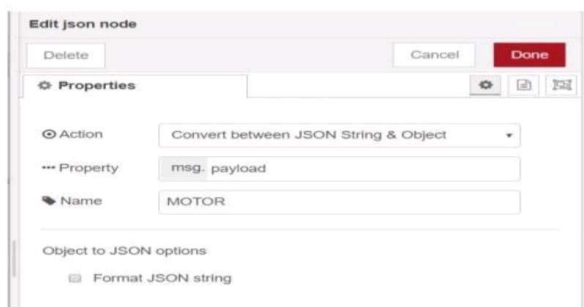 Edit json node
Delete Cancel Done
Properties
Action Convert between JSON String & Object
Property msg. payload
Name MOTOR
Object to JSON options
Format JSON string